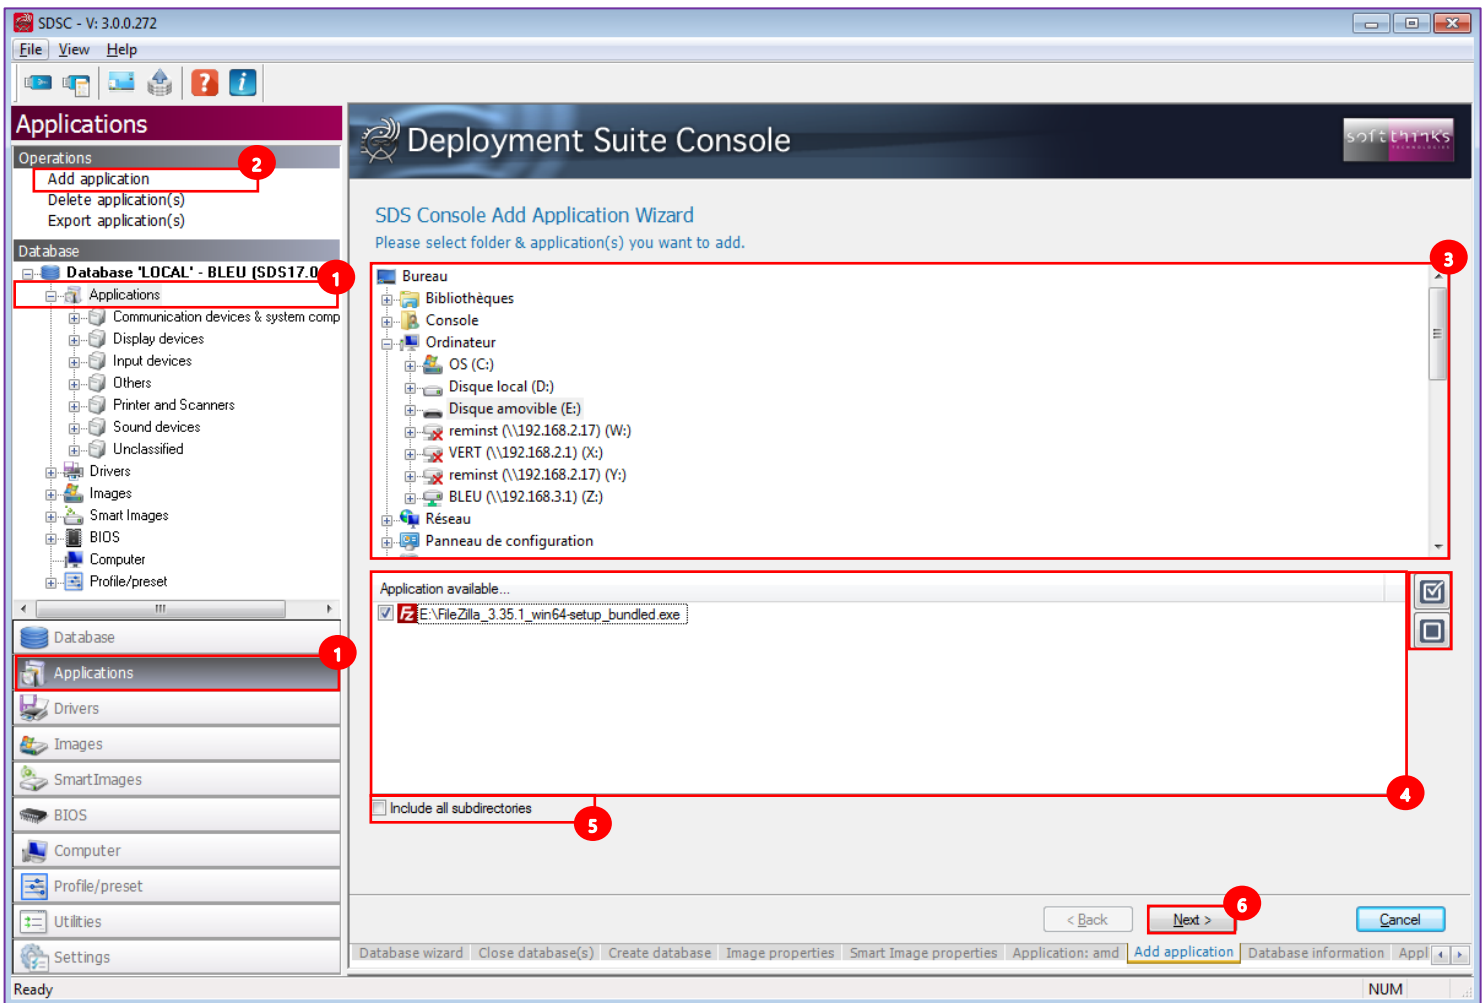 SDSC - V: 3.0.0.272
File View Help
Applications
Operations
2
Add application
Delete application(s)
Export application(s)
Database
Database 'LOCAL' - BLEU (SDS17.0
1
Applications
Communication devices & system comp
Display devices
Input devices
Others
Printer and Scanners
Sound devices
Unclassified
Drivers
Images
Smart Images
BIOS
Computer
Profile/preset
Database
1
Applications
Drivers
Images
SmartImages
BIOS
Computer
Profile/preset
Utilities
Settings
Deployment Suite Console
softthinks
SDS Console Add Application Wizard
Please select folder & application(s) you want to add.
3
Bureau
Bibliothèques
Console
Ordinateur
OS (C:)
Disque local (D:)
Disque amovible (E:)
reminst (\\192.168.2.17) (W:)
VERT (\\192.168.2.1) (X:)
reminst (\\192.168.2.17) (Y:)
BLEU (\\192.168.3.1) (Z:)
Réseau
Panneau de configuration
Application available...
E:\FileZilla_3.35.1_win64-setup_bundled.exe
4
Include all subdirectories
5
6
< Back Next > Cancel
Database wizard Close database(s) Create database Image properties Smart Image properties Application: amd Add application Database information Appl
Ready NUM